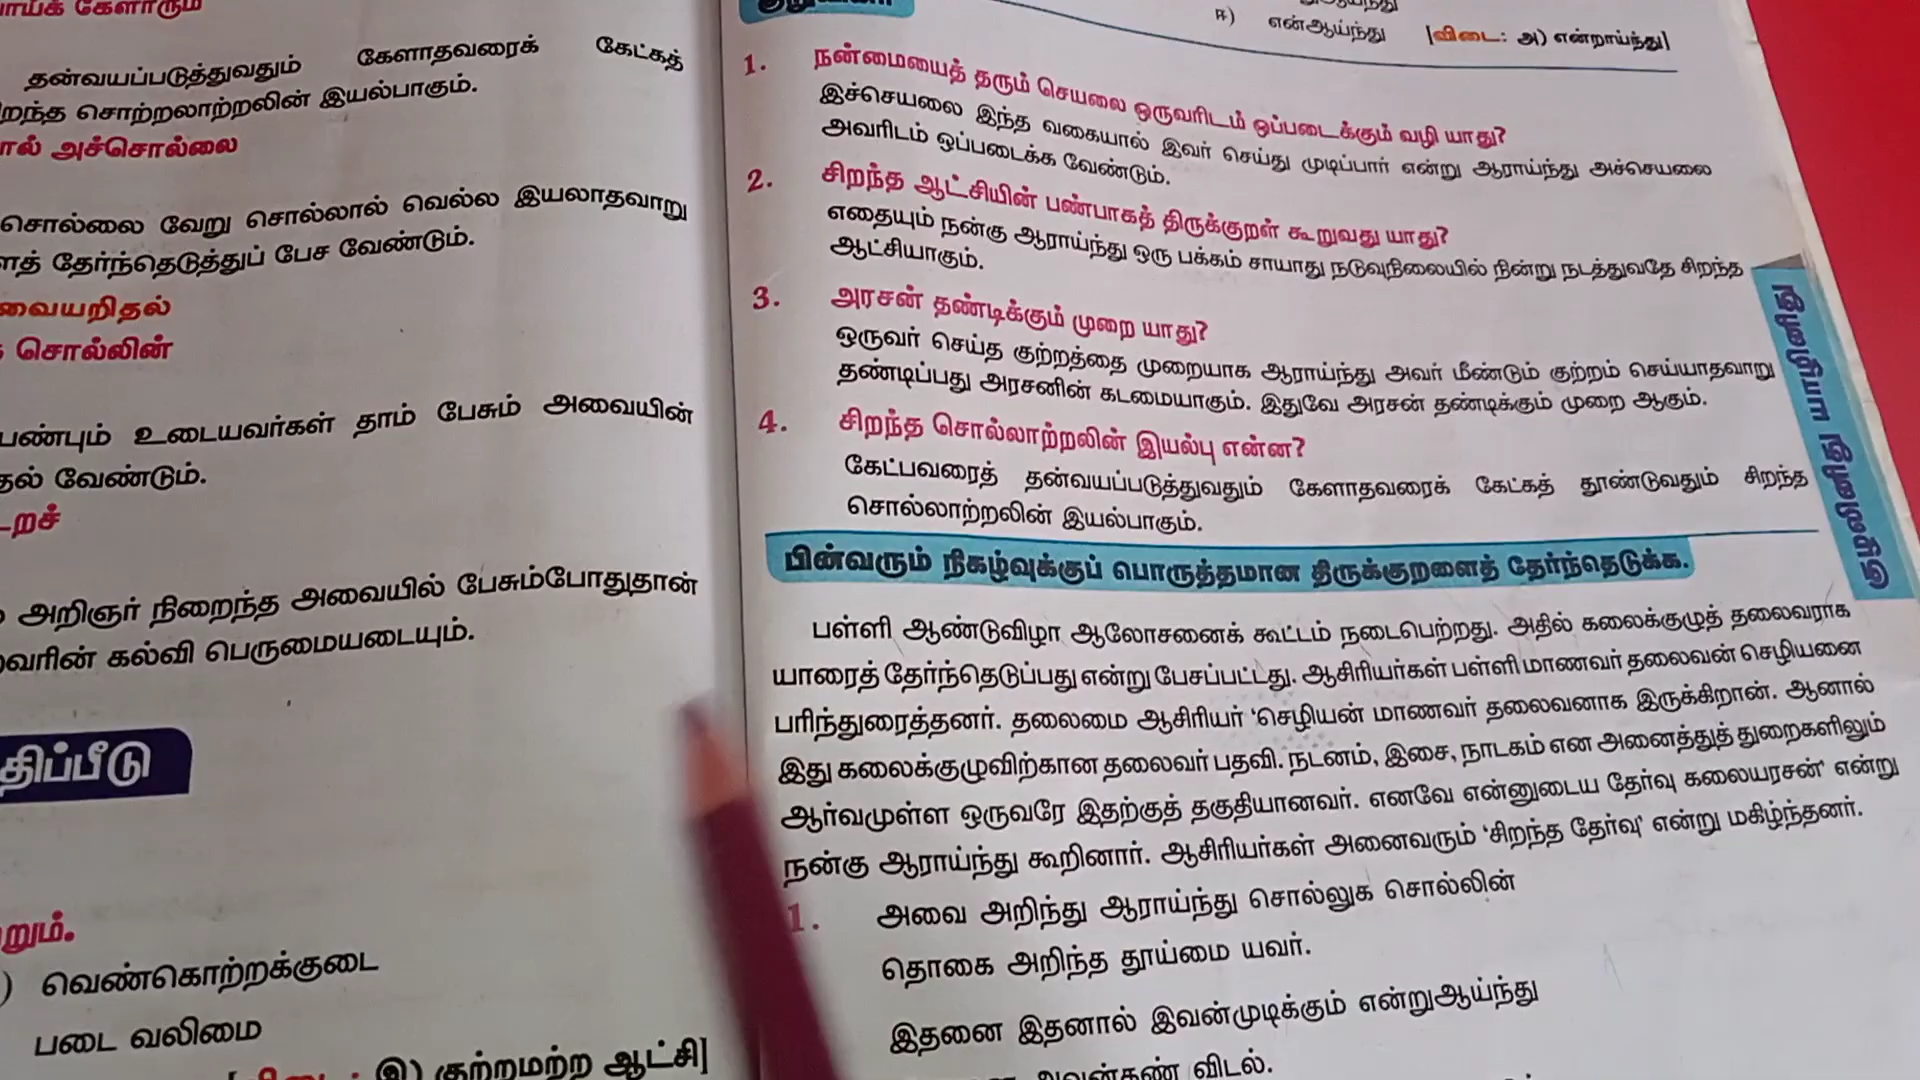 தன்வயப்படுத்துவதும் கேளாதவரைக் கேட்கத்
சொற்றலாற்றலின் இயல்பாகும்.
அச்சொல்லை
சொல்லை வேறு சொல்லால் வெல்ல இயலாதவாறு
தேர்ந்தெடுத்துப் பேச வேண்டும்.
சொல்லின்
உடையவர்கள் தாம் பேசும் அவையின்
வேண்டும்.
அறிஞர் நிறைந்த அவையில் பேசும்போதுதான்
கல்வி பெருமையடையும்.
வெண்கொற்றக்குடை
படை வலிமை
இ) குற்றமற்ற ஆட்சி]
ஈ) என்ஆய்ந்து [விடை: அ) என்றாய்ந்து]
1. நன்மையைத் தரும் செயலை ஒருவரிடம் ஒப்படைக்கும் வழி யாது?
இச்செயலை இந்த வகையால் இவர் செய்து முடிப்பார் என்று ஆராய்ந்து அச்செயலை
அவரிடம் ஒப்படைக்க வேண்டும்.
2. சிறந்த ஆட்சியின் பண்பாகத் திருக்குறள் கூறுவது யாது?
எதையும் நன்கு ஆராய்ந்து ஒரு பக்கம் சாயாது நடுவுநிலையில் நின்று நடத்துவதே சிறந்த
ஆட்சியாகும்.
3. அரசன் தண்டிக்கும் முறை யாது?
ஒருவர் செய்த குற்றத்தை முறையாக ஆராய்ந்து அவர் மீண்டும் குற்றம் செய்யாதவாறு
தண்டிப்பது அரசனின் கடமையாகும். இதுவே அரசன் தண்டிக்கும் முறை ஆகும்.
4. சிறந்த சொல்லாற்றலின் இயல்பு என்ன?
கேட்பவரைத் தன்வயப்படுத்துவதும் கேளாதவரைக் கேட்கத் தூண்டுவதும் சிறந்த
சொல்லாற்றலின் இயல்பாகும்.
பின்வரும் நிகழ்வுக்குப் பொருத்தமான திருக்குறளைத் தேர்ந்தெடுக்க.
பள்ளி ஆண்டுவிழா ஆலோசனைக் கூட்டம் நடைபெற்றது. அதில் கலைக்குழுத் தலைவராக
யாரைத் தேர்ந்தெடுப்பது என்று பேசப்பட்டது. ஆசிரியர்கள் பள்ளி மாணவர் தலைவன் செழியனை
பரிந்துரைத்தனர். தலைமை ஆசிரியர் 'செழியன் மாணவர் தலைவனாக இருக்கிறான். ஆனால்
இது கலைக்குழுவிற்கான தலைவர் பதவி. நடனம், இசை, நாடகம் என அனைத்துத் துறைகளிலும்
ஆர்வமுள்ள ஒருவரே இதற்குத் தகுதியானவர். எனவே என்னுடைய தேர்வு கலையரசன்' என்று
நன்கு ஆராய்ந்து கூறினார். ஆசிரியர்கள் அனைவரும் 'சிறந்த தேர்வு' என்று மகிழ்ந்தனர்.
1. அவை அறிந்து ஆராய்ந்து சொல்லுக சொல்லின்
தொகை அறிந்த தூய்மை யவர்.
இதனை இதனால் இவன்முடிக்கும் என்றுஆய்ந்து
அவன்கண் விடல்.